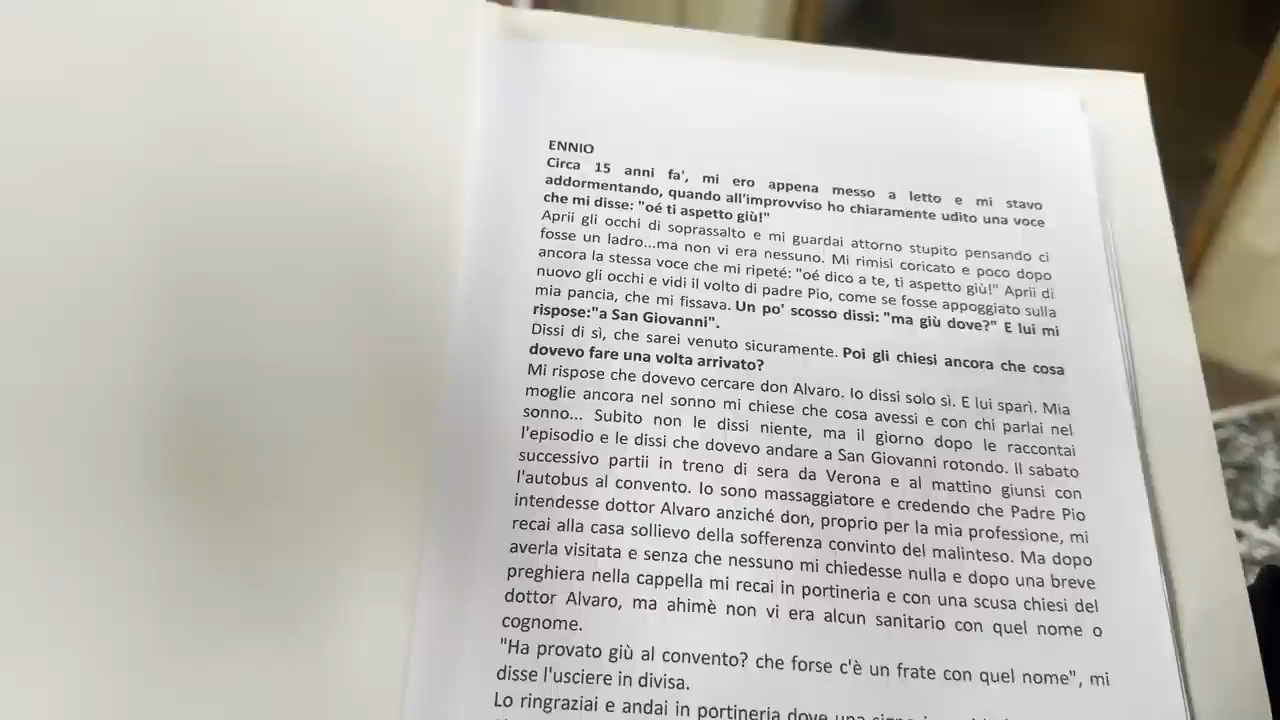 ENNIO
Circa 15 anni fa', mi ero appena messo a letto e mi stavo
addormentando, quando all'improvviso ho chiaramente udito una voce
che mi disse: "oé ti aspetto giù!"
Aprii gli occhi di soprassalto e mi guardai attorno stupito pensando ci
fosse un ladro...ma non vi era nessuno. Mi rimisi coricato e poco dopo
ancora la stessa voce che mi ripeté: "oé dico a te, ti aspetto giù!" Aprii di
nuovo gli occhi e vidi il volto di padre Pio, come se fosse appoggiato sulla
mia pancia, che mi fissava. Un po' scosso dissi: "ma giù dove?" E lui mi
rispose:"a San Giovanni".
Dissi di sì, che sarei venuto sicuramente. Poi gli chiesi ancora che cosa
dovevo fare una volta arrivato?
Mi rispose che dovevo cercare don Alvaro. Io dissi solo sì. E lui sparì. Mia
moglie ancora nel sonno mi chiese che cosa avessi e con chi parlai nel
sonno... Subito non le dissi niente, ma il giorno dopo le raccontai
l'episodio e le dissi che dovevo andare a San Giovanni rotondo. Il sabato
successivo partii in treno di sera da Verona e al mattino giunsi con
l'autobus al convento. Io sono massaggiatore e credendo che Padre Pio
intendesse dottor Alvaro anziché don, proprio per la mia professione, mi
recai alla casa sollievo della sofferenza convinto del malinteso. Ma dopo
averla visitata e senza che nessuno mi chiedesse nulla e dopo una breve
preghiera nella cappella mi recai in portineria e con una scusa chiesi del
dottor Alvaro, ma ahimè non vi era alcun sanitario con quel nome o
cognome.
"Ha provato giù al convento? che forse c'è un frate con quel nome", mi
disse l'usciere in divisa.
Lo ringraziai e andai in portineria dove una